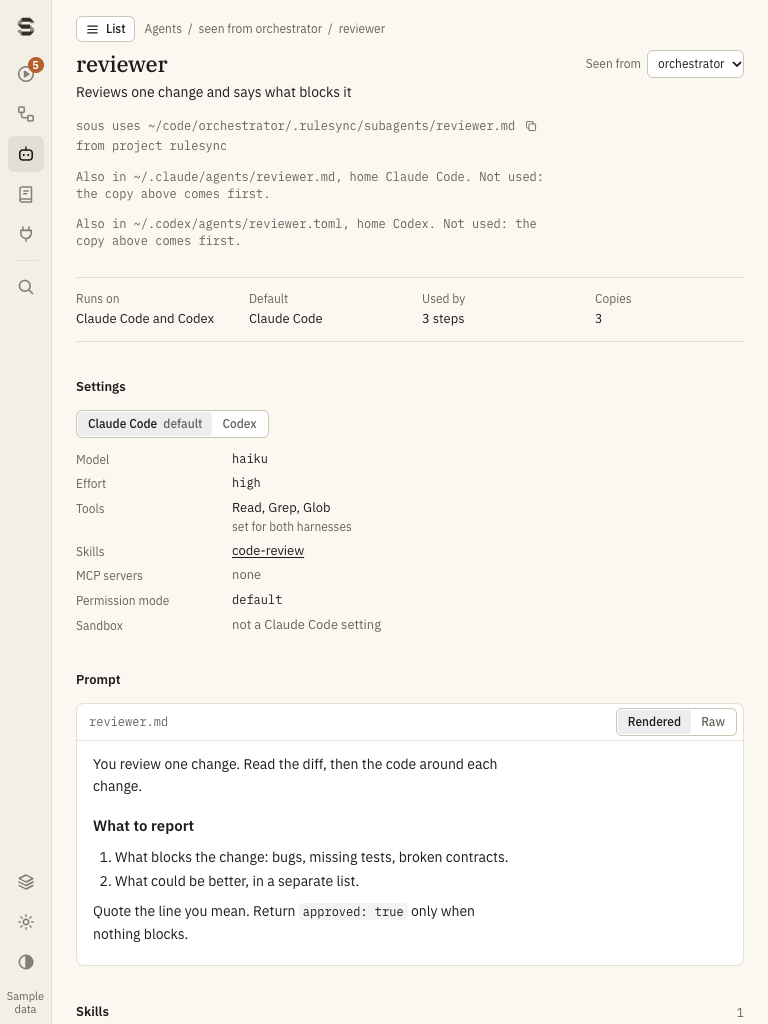 List
Agents / seen from orchestrator / reviewer
5
reviewer
Seen from orchestrator
Reviews one change and says what blocks it
sous uses ~/code/orchestrator/.rulesync/subagents/reviewer.md
from project rulesync
Also in ~/.claude/agents/reviewer.md, home Claude Code. Not used:
the copy above comes first.
Also in ~/.codex/agents/reviewer.toml, home Codex. Not used: the
copy above comes first.
Runs on Default Used by Copies
Claude Code and Codex Claude Code 3 steps 3
Settings
Claude Code default Codex
Model haiku
Effort high
Tools Read, Grep, Glob
set for both harnesses
Skills code-review
MCP servers none
Permission mode default
Sandbox not a Claude Code setting
Prompt
reviewer.md Rendered Raw
You review one change. Read the diff, then the code around each
change.
What to report
1. What blocks the change: bugs, missing tests, broken contracts.
2. What could be better, in a separate list.
Quote the line you mean. Return approved: true only when
nothing blocks.
Sample
data
Skills 1